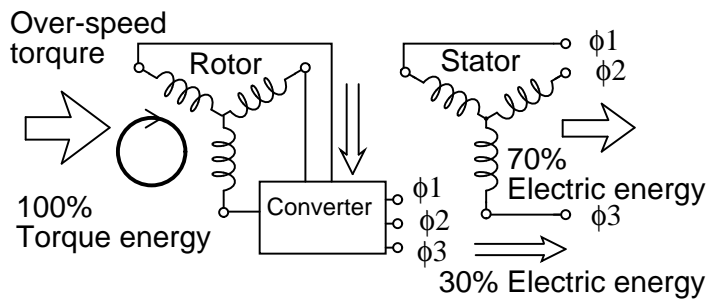 Over-speed
torqure
Rotor
Stator
ϕ1
ϕ2
70%
Electric energy
ϕ3
100%
Torque energy
Converter
ϕ1
ϕ2
ϕ3
30% Electric energy